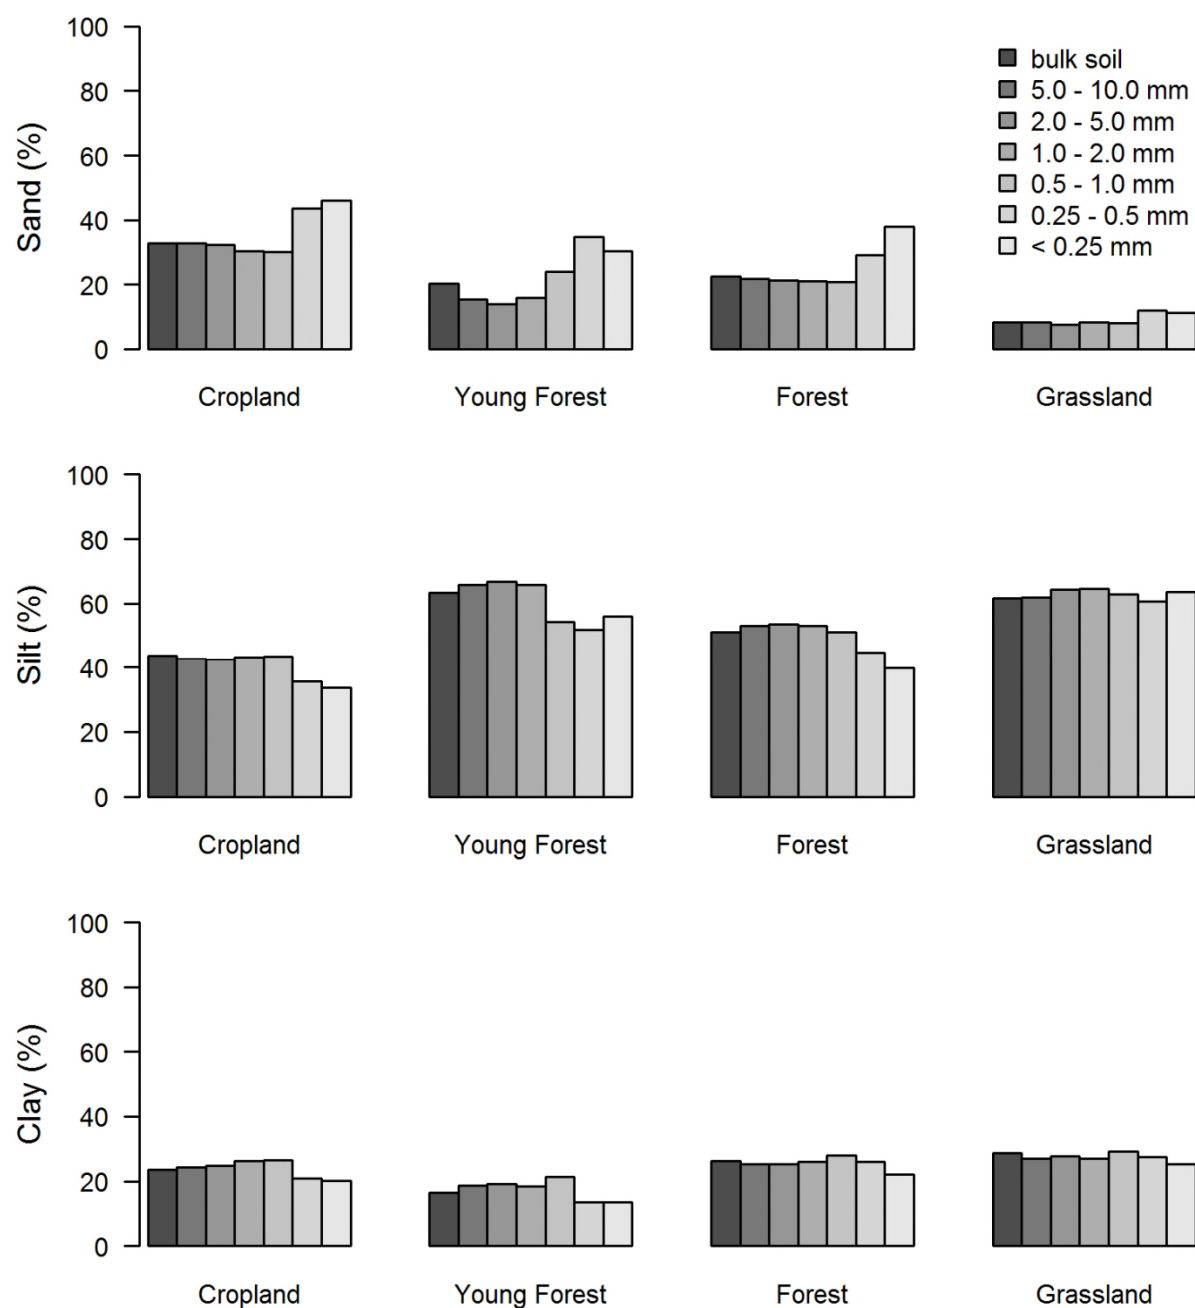 Sand (%)
100
80
60
40
20
0
Cropland
Young Forest
Forest
Grassland
bulk soil
5.0 - 10.0 mm
2.0 - 5.0 mm
1.0 - 2.0 mm
0.5 - 1.0 mm
0.25 - 0.5 mm
< 0.25 mm
Silt (%)
100
80
60
40
20
0
Cropland
Young Forest
Forest
Grassland
Clay (%)
100
80
60
40
20
0
Cropland
Young Forest
Forest
Grassland